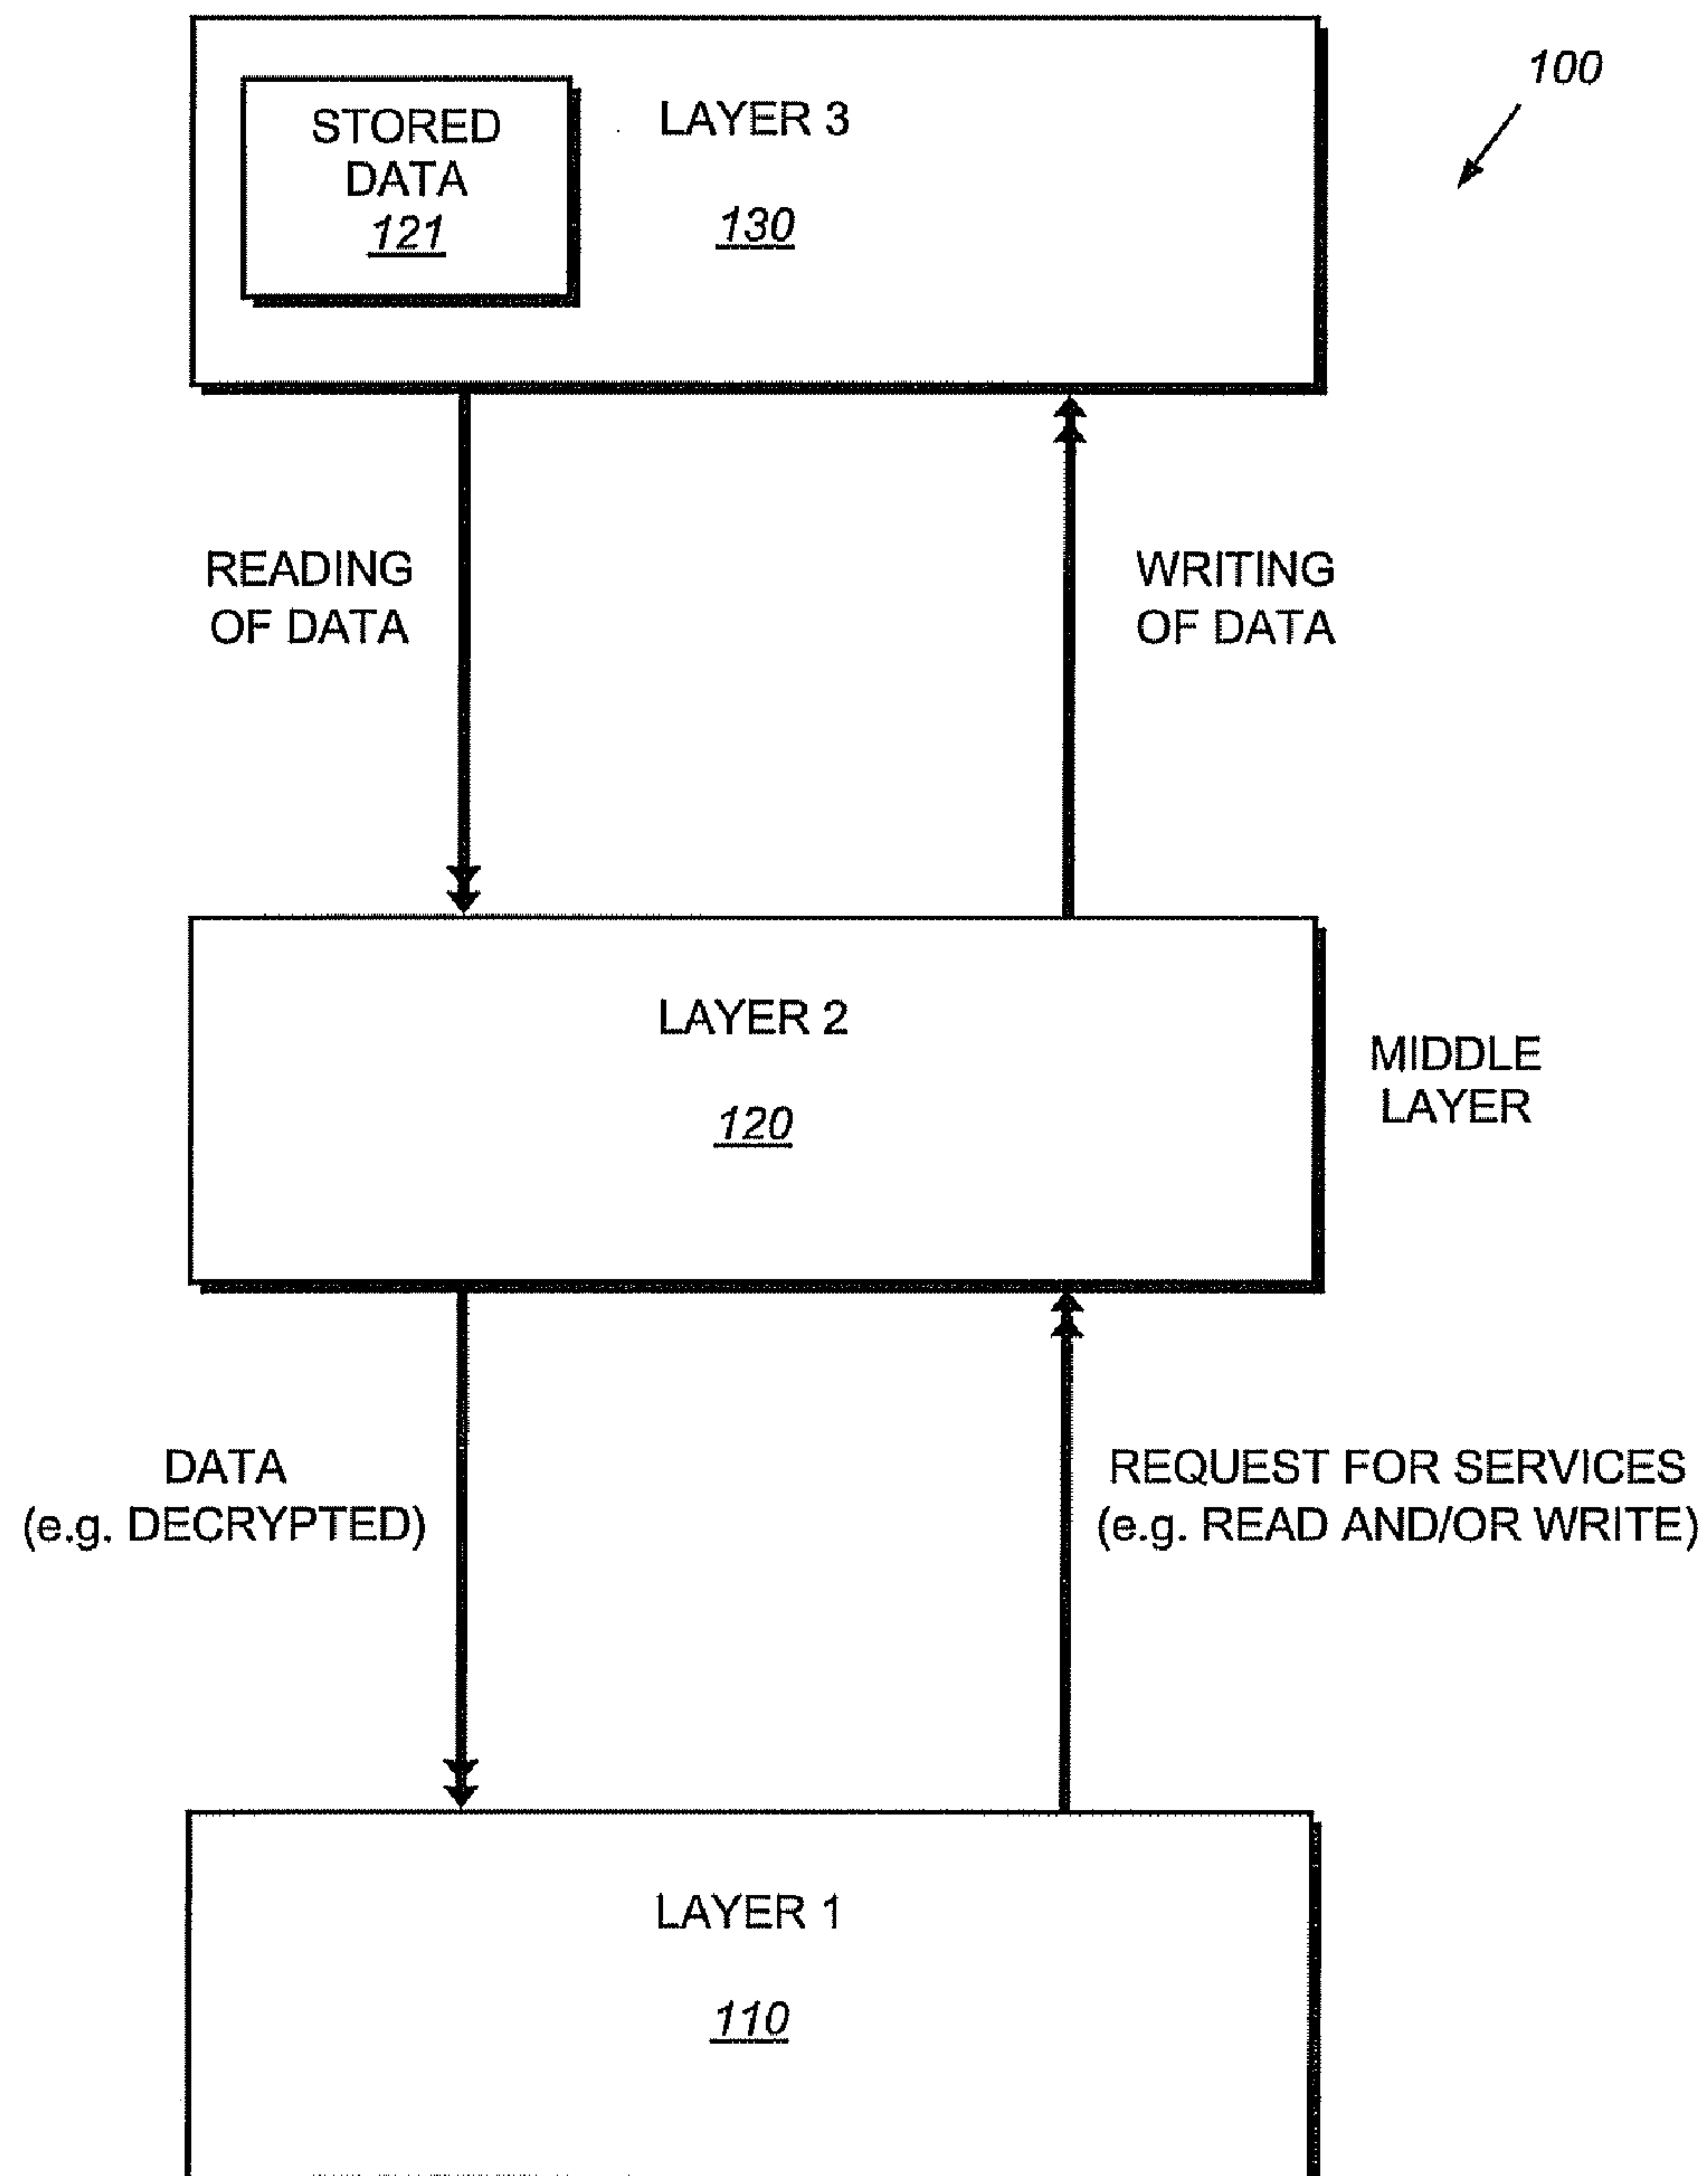 100
STORED
DATA
121
LAYER 3
130
READING
OF DATA
WRITING
OF DATA
LAYER 2
120
MIDDLE
LAYER
DATA
(e.g. DECRYPTED)
REQUEST FOR SERVICES
(e.g. READ AND/OR WRITE)
LAYER 1
110